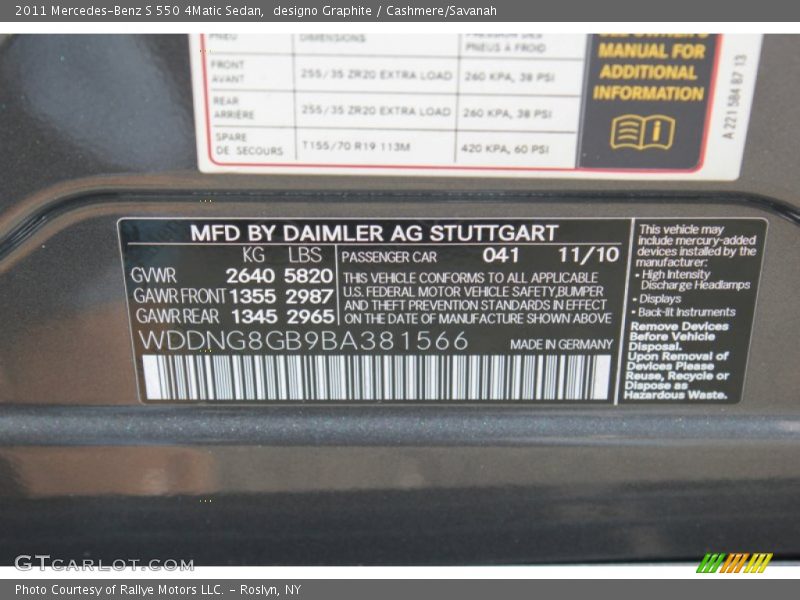 2011 Mercedes-Benz S 550 4Matic Sedan, designo Graphite / Cashmere/Savanah
PNEU DIMENSIONS PNEUS À FROID
FRONT
AVANT 255/35 ZR20 EXTRA LOAD 260 KPA, 38 PSI
REAR
ARRIÈRE 255/35 ZR20 EXTRA LOAD 260 KPA, 38 PSI
SPARE
DE SECOURS T155/70 R19 113M 420 KPA, 60 PSI
MANUAL FOR
ADDITIONAL
INFORMATION
A 221 584 87 13
MFD BY DAIMLER AG STUTTGART
KG LBS
GVWR 2640 5820
GAWR FRONT 1355 2987
GAWR REAR 1345 2965
PASSENGER CAR 041 11/10
THIS VEHICLE CONFORMS TO ALL APPLICABLE
U.S. FEDERAL MOTOR VEHICLE SAFETY, BUMPER
AND THEFT PREVENTION STANDARDS IN EFFECT
ON THE DATE OF MANUFACTURE SHOWN ABOVE
WDDNG8GB9BA381566 MADE IN GERMANY
This vehicle may
include mercury-added
devices installed by the
manufacturer:
• High Intensity
Discharge Headlamps
• Displays
• Back-lit Instruments
Remove Devices
Before Vehicle
Disposal.
Upon Removal of
Devices Please
Reuse, Recycle or
Dispose as
Hazardous Waste.
GTCARLOT.COM
Photo Courtesy of Rallye Motors LLC. - Roslyn, NY